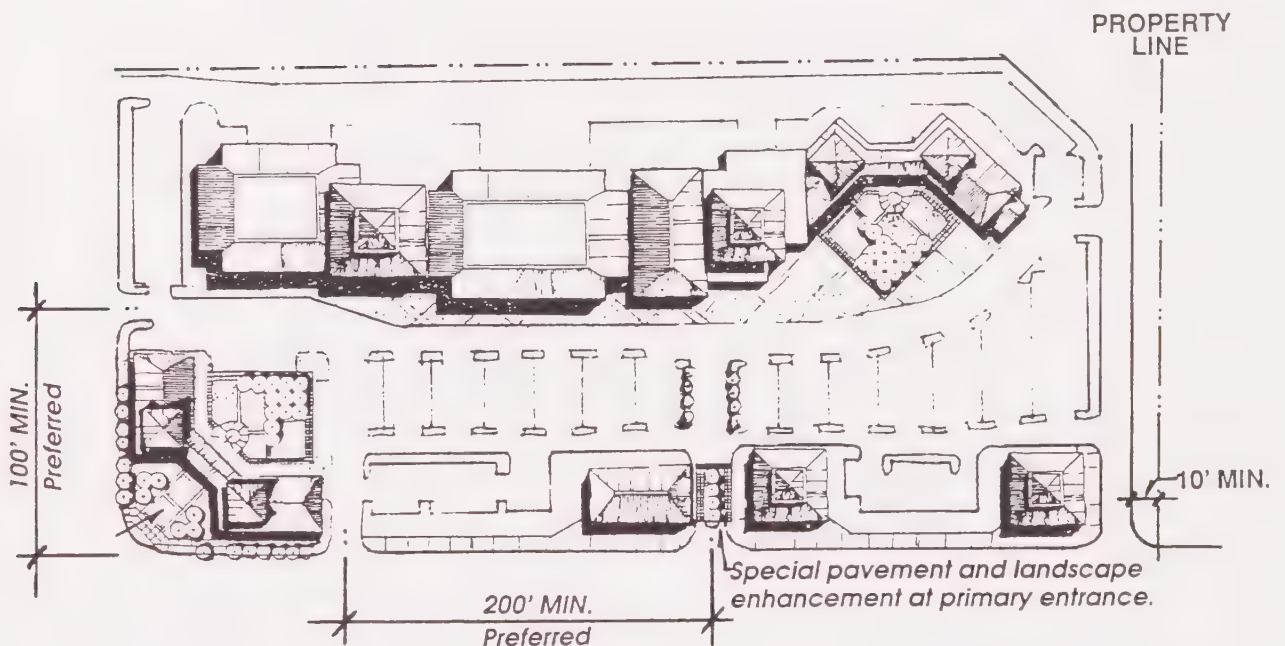 PROPERTY
LINE
100' MIN.
Preferred
10' MIN.
Special pavement and landscape
enhancement at primary entrance.
200' MIN.
Preferred